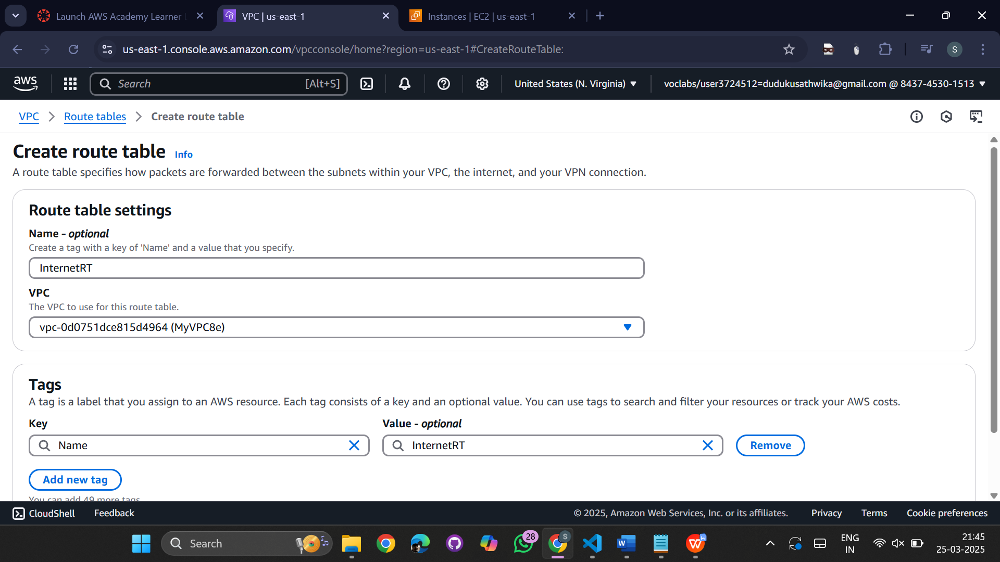 Launch AWS Academy Learner
VPC | us-east-1
Instances | EC2 | us-east-1
us-east-1.console.aws.amazon.com/vpcconsole/home?region=us-east-1#CreateRouteTable:
S
aws
Search
[Alt+S]
United States (N. Virginia)
voclabs/user3724512=dudukusathwika@gmail.com @ 8437-4530-1513
VPC
Route tables
Create route table
Create route table
Info
A route table specifies how packets are forwarded between the subnets within your VPC, the internet, and your VPN connection.
Route table settings
Name - optional
Create a tag with a key of 'Name' and a value that you specify.
InternetRT
VPC
The VPC to use for this route table.
vpc-0d0751dce815d4964 (MyVPC8e)
Tags
A tag is a label that you assign to an AWS resource. Each tag consists of a key and an optional value. You can use tags to search and filter your resources or track your AWS costs.
Key
Value - optional
Name
InternetRT
Remove
Add new tag
You can add 49 more tags
CloudShell
Feedback
© 2025, Amazon Web Services, Inc. or its affiliates.
Privacy
Terms
Cookie preferences
Search
28
S
W
W
ENG
IN
21:45
25-03-2025